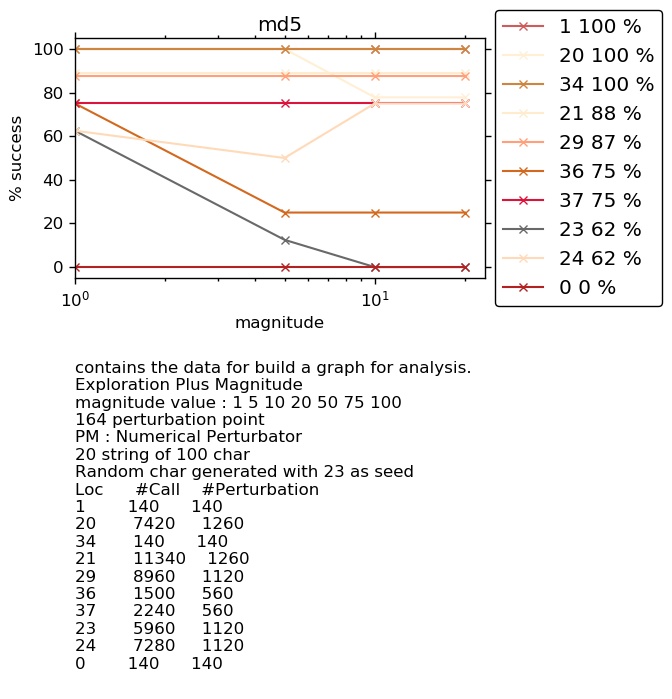 md5
% success
100
80
60
40
20
0
10^0
10^1
magnitude
1 100 %
20 100 %
34 100 %
21 88 %
29 87 %
36 75 %
37 75 %
23 62 %
24 62 %
0 0 %
contains the data for build a graph for analysis.
Exploration Plus Magnitude
magnitude value : 1 5 10 20 50 75 100
164 perturbation point
PM : Numerical Perturbator
20 string of 100 char
Random char generated with 23 as seed
Loc #Call #Perturbation
1 140 140
20 7420 1260
34 140 140
21 11340 1260
29 8960 1120
36 1500 560
37 2240 560
23 5960 1120
24 7280 1120
0 140 140